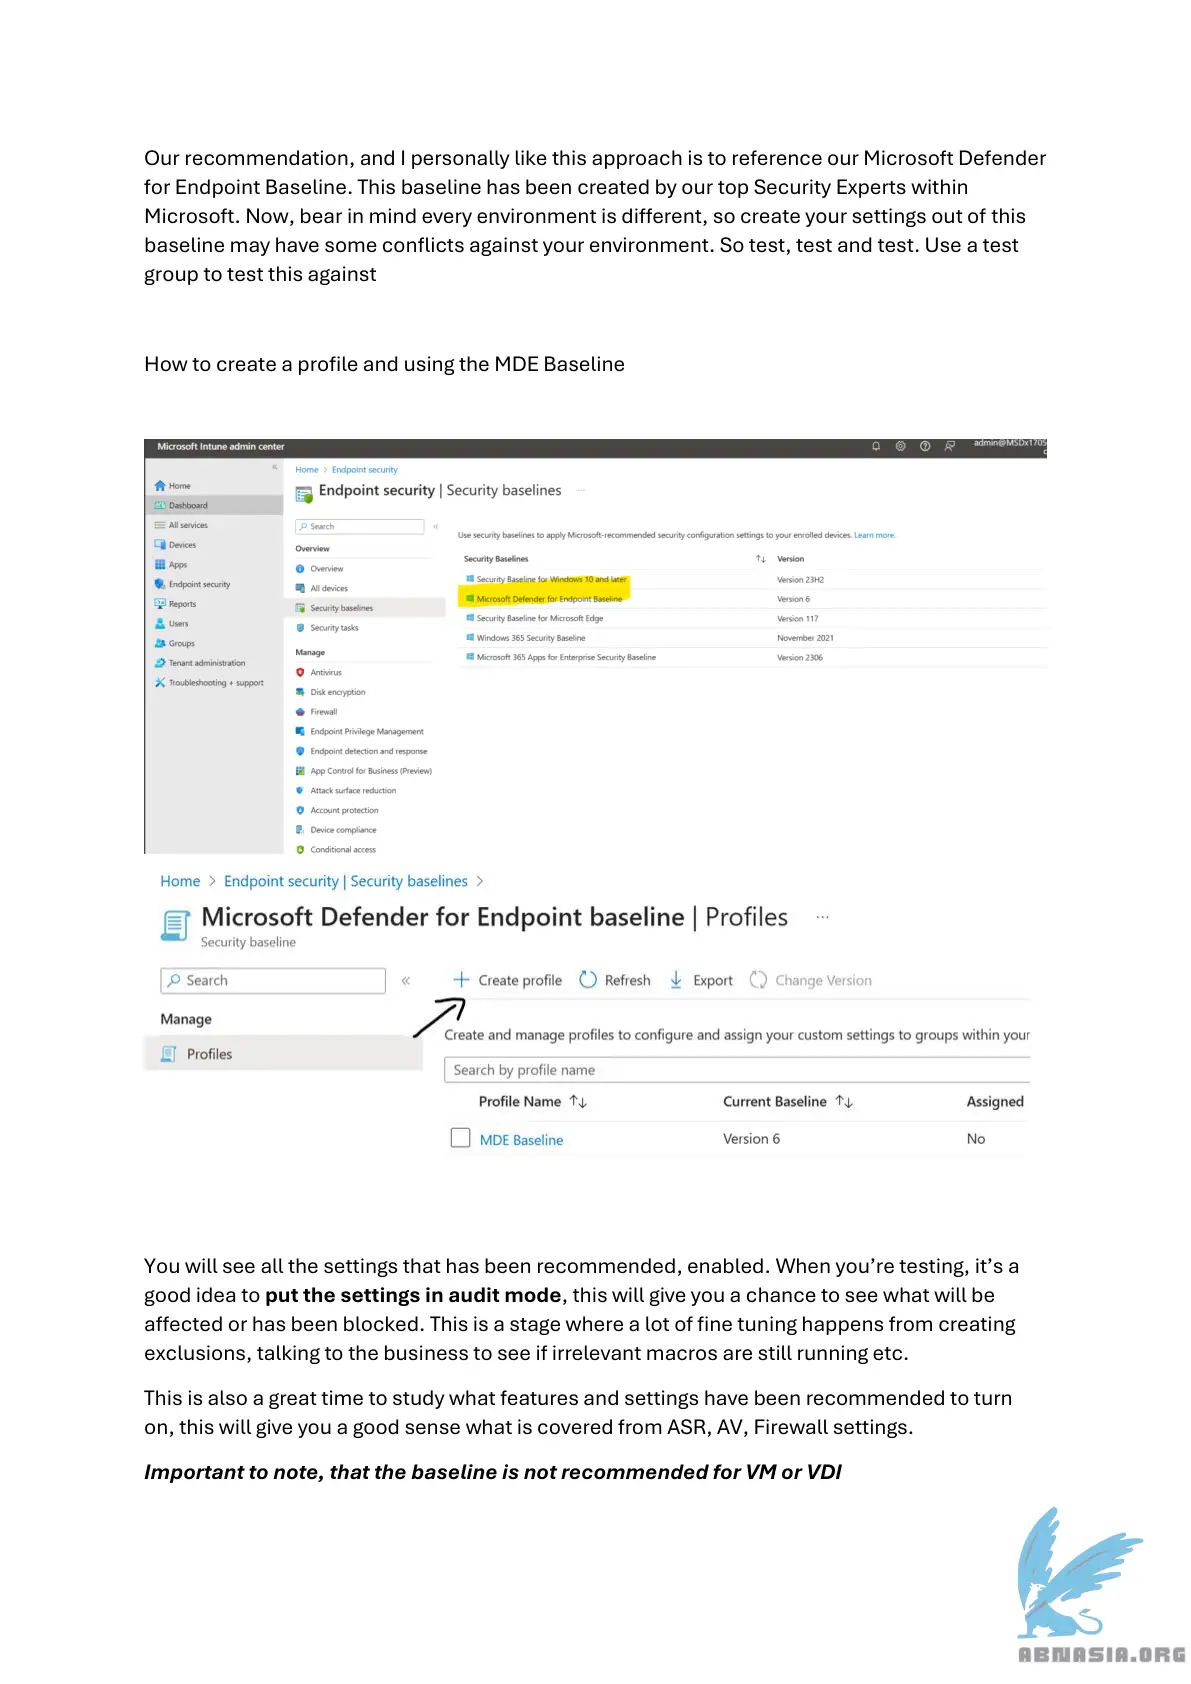 Our recommendation, and I personally like this approach is to reference our Microsoft Defender
for Endpoint Baseline. This baseline has been created by our top Security Experts within
Microsoft. Now, bear in mind every environment is different, so create your settings out of this
baseline may have some conflicts against your environment. So test, test and test. Use a test
group to test this against
How to create a profile and using the MDE Baseline
Microsoft Intune admin center
admin@MSDx1705
Home > Endpoint security
Endpoint security | Security baselines ...
Home
Dashboard
All services
Devices
Apps
Endpoint security
Reports
Users
Groups
Tenant administration
Troubleshooting + support
Search
Overview
Overview
All devices
Security baselines
Security tasks
Manage
Antivirus
Disk encryption
Firewall
Endpoint Privilege Management
Endpoint detection and response
App Control for Business (Preview)
Attack surface reduction
Account protection
Device compliance
Conditional access
Use security baselines to apply Microsoft-recommended security configuration settings to your enrolled devices. Learn more.
Security Baselines ↑↓ Version
Security Baseline for Windows 10 and later Version 23H2
Microsoft Defender for Endpoint Baseline Version 6
Security Baseline for Microsoft Edge Version 117
Windows 365 Security Baseline November 2021
Microsoft 365 Apps for Enterprise Security Baseline Version 2306
Home > Endpoint security | Security baselines >
Microsoft Defender for Endpoint baseline | Profiles ...
Security baseline
Search «
Manage
Profiles
+ Create profile Refresh Export Change Version
Create and manage profiles to configure and assign your custom settings to groups within your
Search by profile name
Profile Name ↑↓ Current Baseline ↑↓ Assigned
MDE Baseline Version 6 No
You will see all the settings that has been recommended, enabled. When you’re testing, it’s a
good idea to put the settings in audit mode, this will give you a chance to see what will be
affected or has been blocked. This is a stage where a lot of fine tuning happens from creating
exclusions, talking to the business to see if irrelevant macros are still running etc.
This is also a great time to study what features and settings have been recommended to turn
on, this will give you a good sense what is covered from ASR, AV, Firewall settings.
Important to note, that the baseline is not recommended for VM or VDI
ABNASIA.ORG